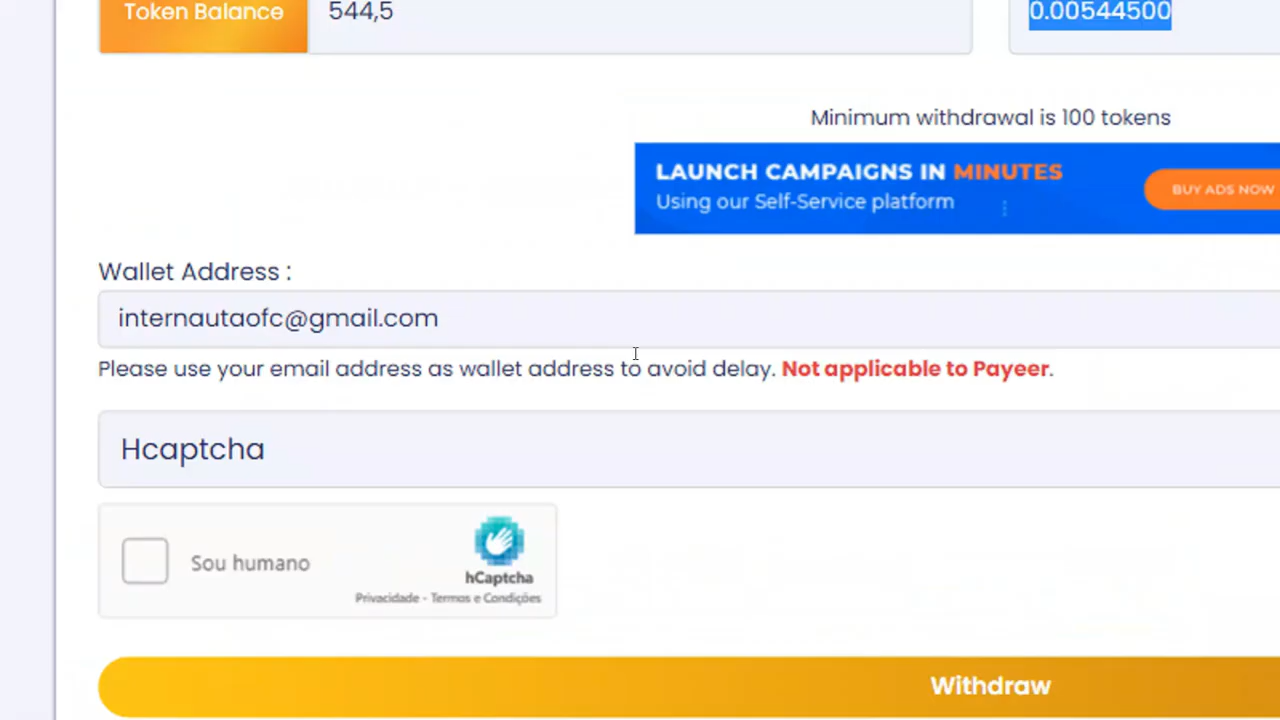 Token Balance 544,5 0.00544500
Minimum withdrawal is 100 tokens
LAUNCH CAMPAIGNS IN MINUTES
Using our Self-Service platform
BUY ADS NOW
Wallet Address :
internautaofc@gmail.com
Please use your email address as wallet address to avoid delay. Not applicable to Payeer.
Hcaptcha
Sou humano
hCaptcha
Privacidade - Termos e Condições
Withdraw